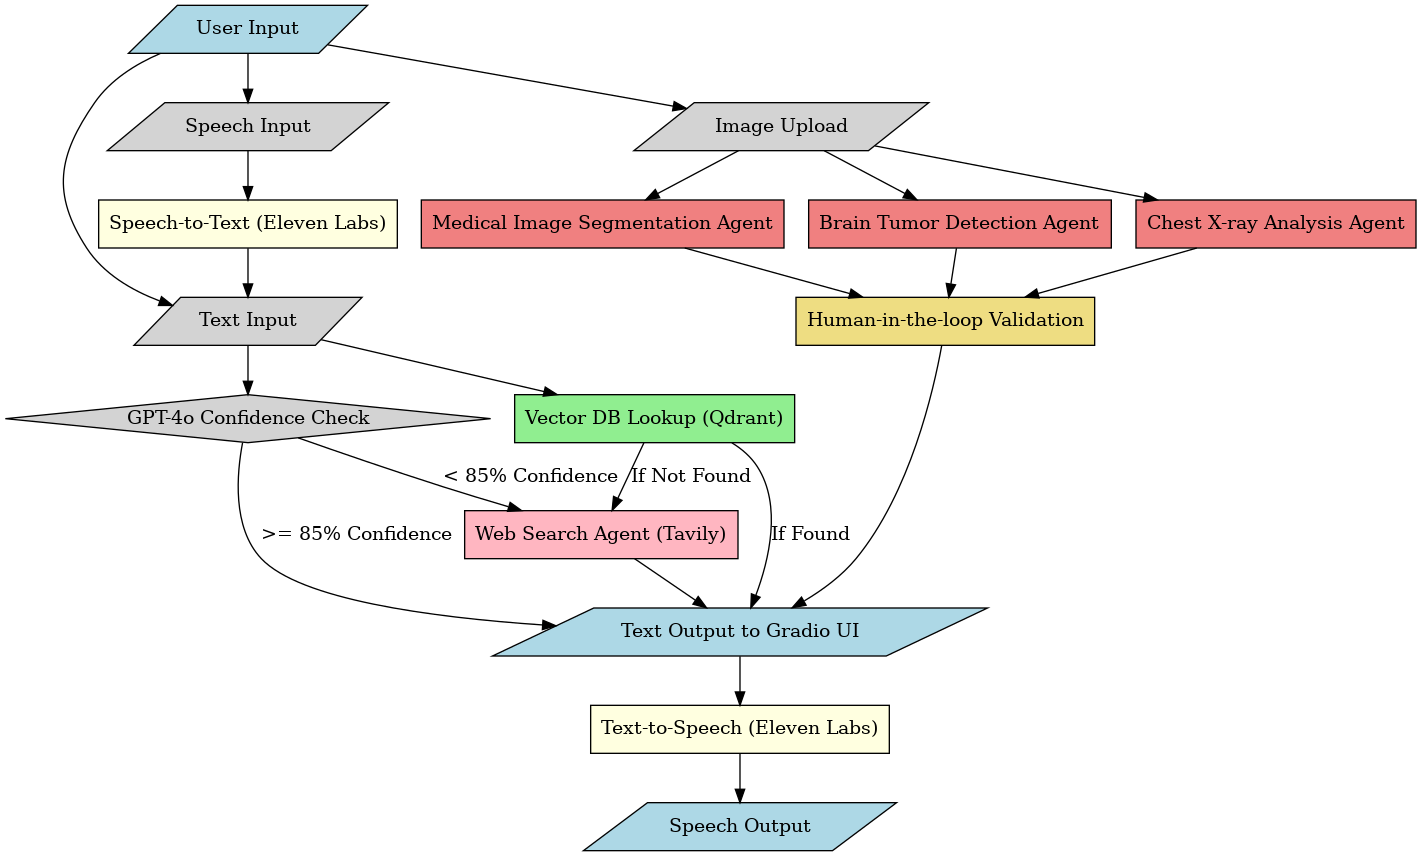 User Input
Speech Input
Image Upload
Speech-to-Text (Eleven Labs)
Medical Image Segmentation Agent
Brain Tumor Detection Agent
Chest X-ray Analysis Agent
Text Input
Human-in-the-loop Validation
GPT-4o Confidence Check
Vector DB Lookup (Qdrant)
< 85% Confidence
If Not Found
>= 85% Confidence
Web Search Agent (Tavily)
If Found
Text Output to Gradio UI
Text-to-Speech (Eleven Labs)
Speech Output